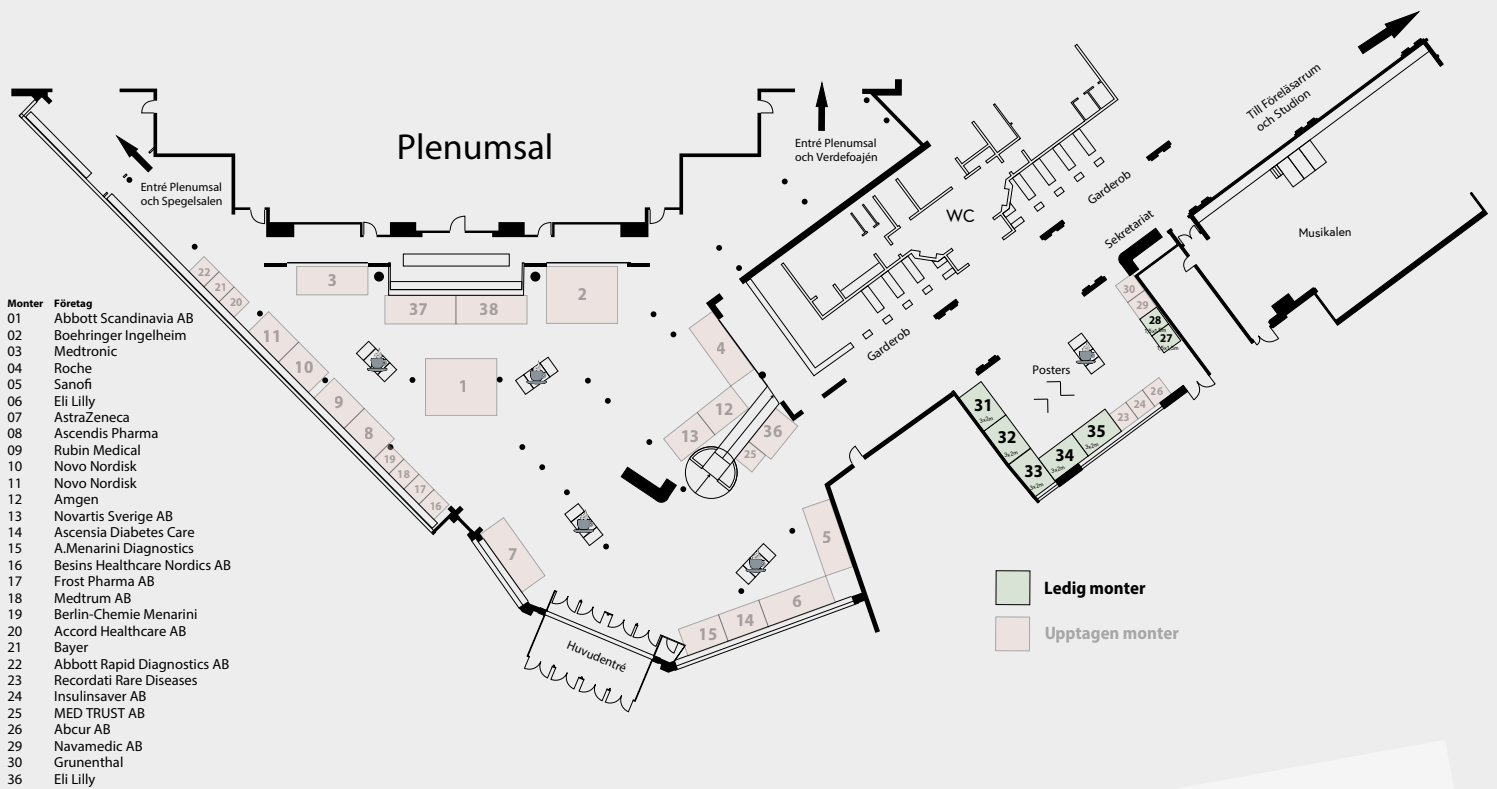 Plenumsal
Entré Plenumsal
och Spegelsalen
Entré Plenumsal
och Verdefoajén
WC
Garderob
Garderob
Sekretariat
Till Föreläsarrum
och Studion
Musikalen
Posters
Huvudentré
22
21
20
11
10
9
8
19
18
17
16
7
3
37
38
2
1
4
12
13
36
25
5
6
14
15
30
29
28
27
31
3x2m
32
3x2m
33
3x2m
34
3x2m
35
3x2m
23
24
26
Ledig monter
Upptagen monter
Monter Företag
01 Abbott Scandinavia AB
02 Boehringer Ingelheim
03 Medtronic
04 Roche
05 Sanofi
06 Eli Lilly
07 AstraZeneca
08 Ascendis Pharma
09 Rubin Medical
10 Novo Nordisk
11 Novo Nordisk
12 Amgen
13 Novartis Sverige AB
14 Ascensia Diabetes Care
15 A.Menarini Diagnostics
16 Besins Healthcare Nordics AB
17 Frost Pharma AB
18 Medtrum AB
19 Berlin-Chemie Menarini
20 Accord Healthcare AB
21 Bayer
22 Abbott Rapid Diagnostics AB
23 Recordati Rare Diseases
24 Insulinsaver AB
25 MED TRUST AB
26 Abcur AB
29 Navamedic AB
30 Grunenthal
36 Eli Lilly